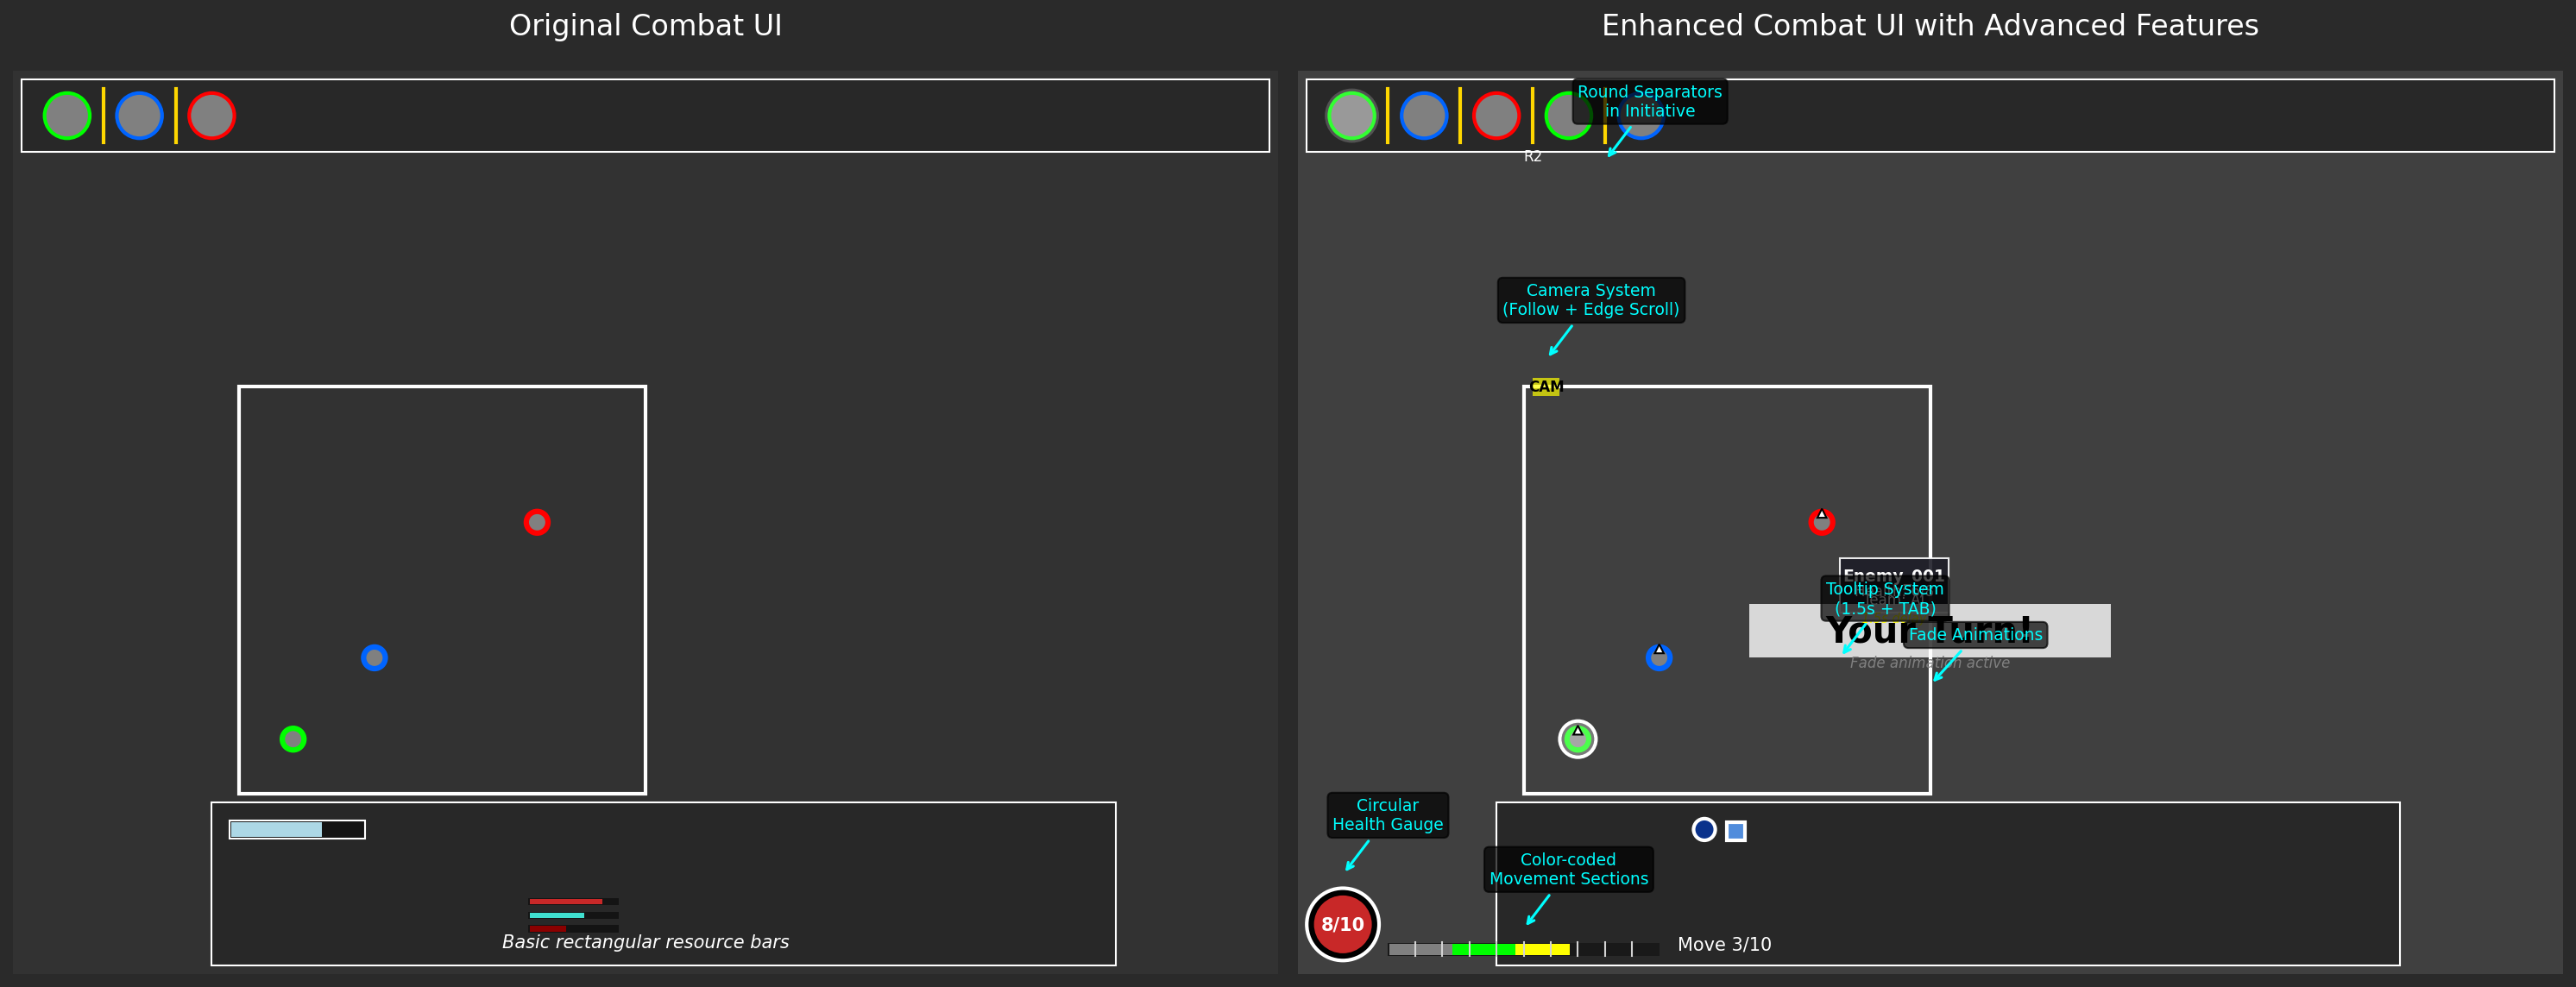 Original Combat UI
Enhanced Combat UI with Advanced Features
Round Separators
in Initiative
R2
Camera System
(Follow + Edge Scroll)
CAM
Enemy_001
Tooltip System
(1.5s + TAB)
Your Turn!
Fade Animations
Fade animation active
Circular
Health Gauge
Color-coded
Movement Sections
8/10
Move 3/10
Basic rectangular resource bars